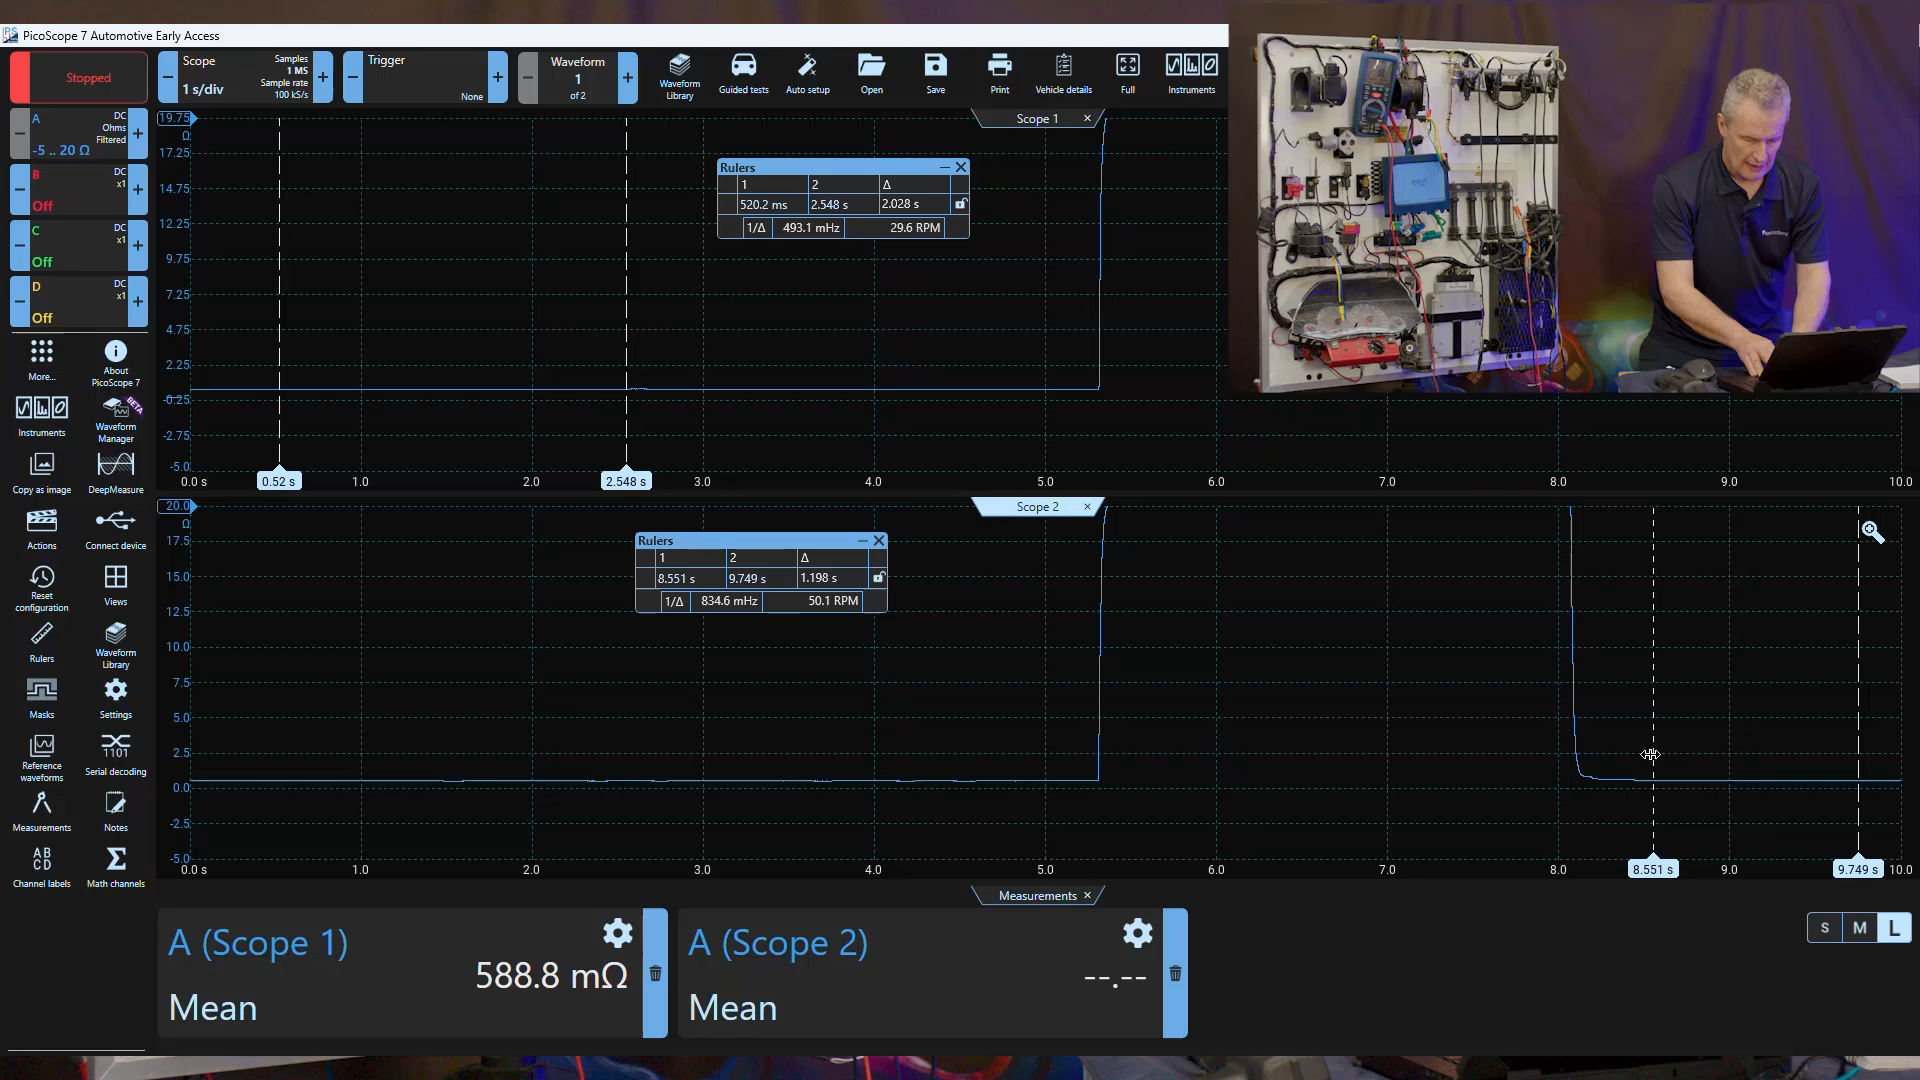 PicoScope 7 Automotive Early Access
Stopped
Scope
1 s/div
Samples
1 MS
Sample rate
100 kS/s
Trigger
None
Waveform
1
of 2
Waveform
Library
Guided tests
Auto setup
Open
Save
Print
Vehicle details
Full
Instruments
A
DC
Ohms
Filtered
-5 .. 20 Ω
B
DC
x1
Off
C
DC
x1
Off
D
DC
x1
Off
More...
About
PicoScope 7
Instruments
BETA
Waveform
Manager
Copy as image
DeepMeasure
Actions
Connect device
Reset
configuration
Views
Rulers
Waveform
Library
Masks
Settings
Reference
waveforms
1101
Serial decoding
Measurements
Notes
AB
CD
Channel labels
Math channels
Scope 1 ×
19.75
Ω
17.25
14.75
12.25
9.75
7.25
4.75
2.25
-0.25
-2.75
-5.0
0.0 s
0.52 s
1.0
2.0
2.548 s
3.0
4.0
5.0
6.0
7.0
8.0
9.0
10.0
Rulers
1 2 Δ
520.2 ms 2.548 s 2.028 s
1/Δ 493.1 mHz 29.6 RPM
Scope 2 ×
20.0
Ω
17.5
15.0
12.5
10.0
7.5
5.0
2.5
0.0
-2.5
-5.0
0.0 s
1.0
2.0
3.0
4.0
5.0
6.0
7.0
8.0
8.551 s
9.0
9.749 s
10.0
Rulers
1 2 Δ
8.551 s 9.749 s 1.198 s
1/Δ 834.6 mHz 50.1 RPM
Measurements ×
A (Scope 1)
588.8 mΩ
Mean
A (Scope 2)
--.--
Mean
S M L